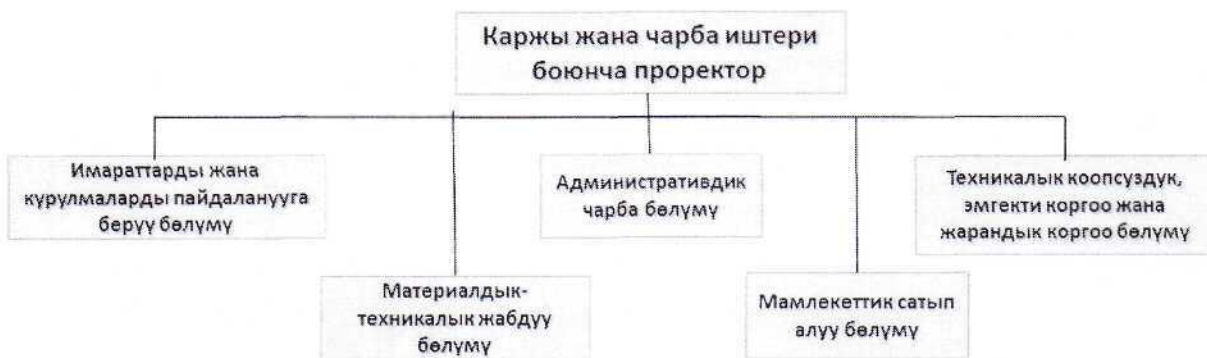 Каржы жана чарба иштери
боюнча проректор
Имараттарды жана
курулмаларды пайдаланууга
берүү бөлүмү
Административдик
чарба бөлүмү
Техникалык коопсуздук,
эмгекти коргоо жана
жарандык коргоо бөлүмү
Материалдык-
техникалык жабдуу
бөлүмү
Мамлекеттик сатып
алуу бөлүмү